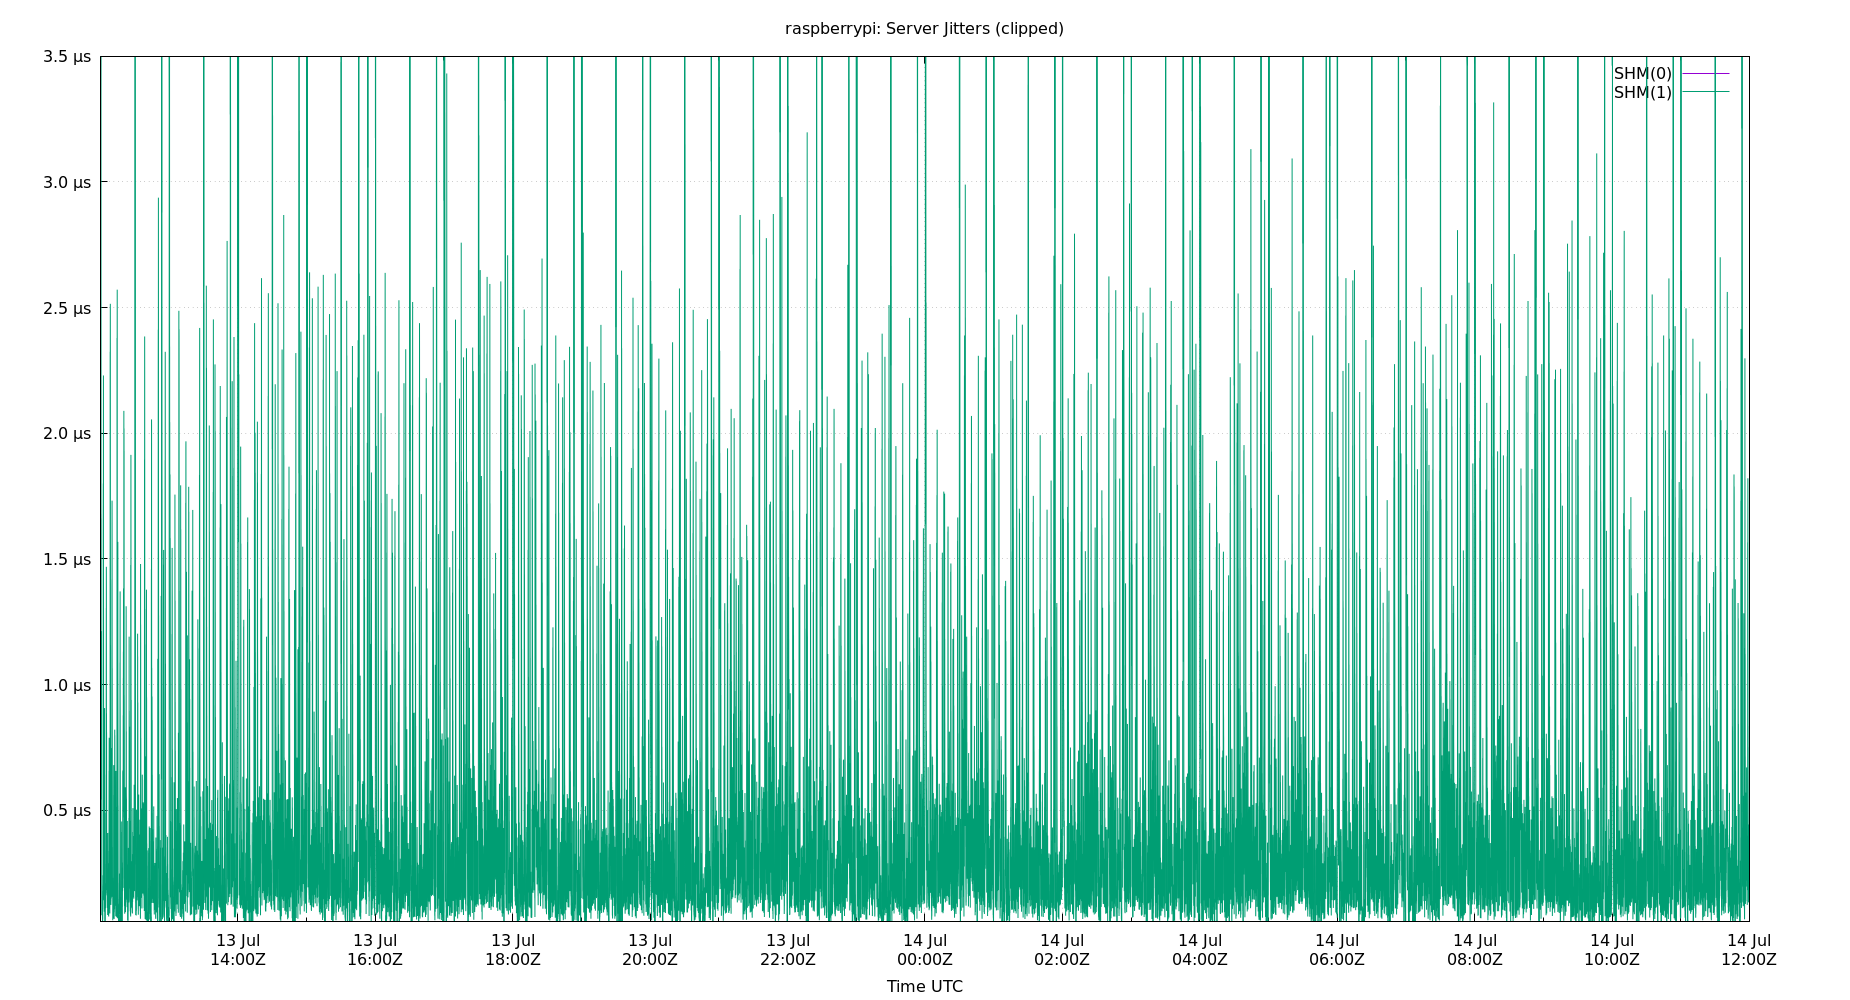 raspberrypi: Server Jitters (clipped)
3.5 µs
3.0 µs
2.5 µs
2.0 µs
1.5 µs
1.0 µs
0.5 µs
SHM(0)
SHM(1)
13 Jul 13 Jul 13 Jul 13 Jul 13 Jul 14 Jul 14 Jul 14 Jul 14 Jul 14 Jul 14 Jul 14 Jul
14:00Z 16:00Z 18:00Z 20:00Z 22:00Z 00:00Z 02:00Z 04:00Z 06:00Z 08:00Z 10:00Z 12:00Z
Time UTC